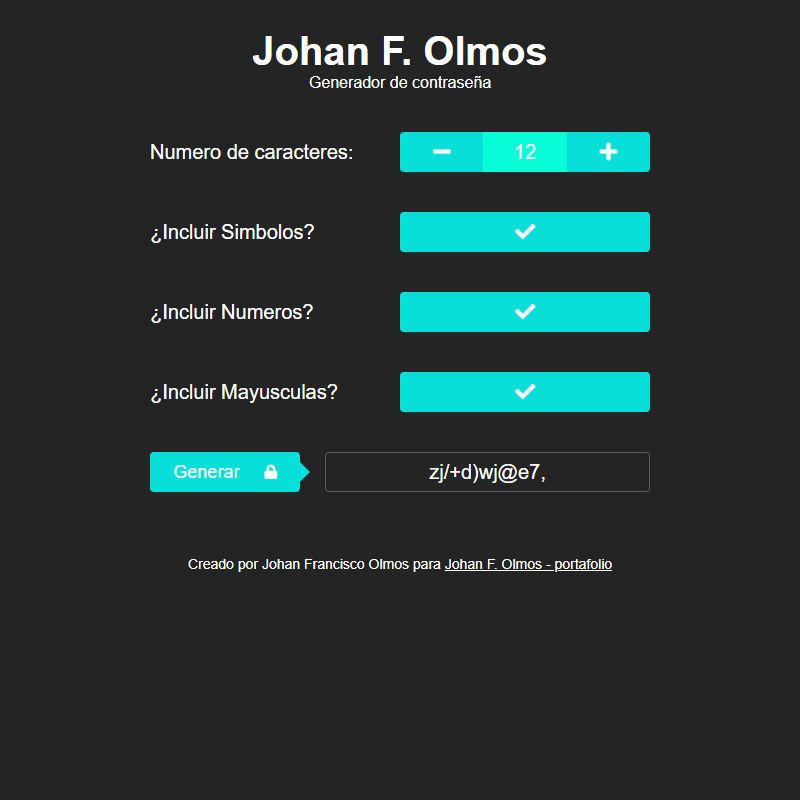 Johan F. Olmos
Generador de contraseña
Numero de caracteres:
12
¿Incluir Simbolos?
¿Incluir Numeros?
¿Incluir Mayusculas?
Generar
zj/+d)wj@e7,
Creado por Johan Francisco Olmos para Johan F. Olmos - portafolio